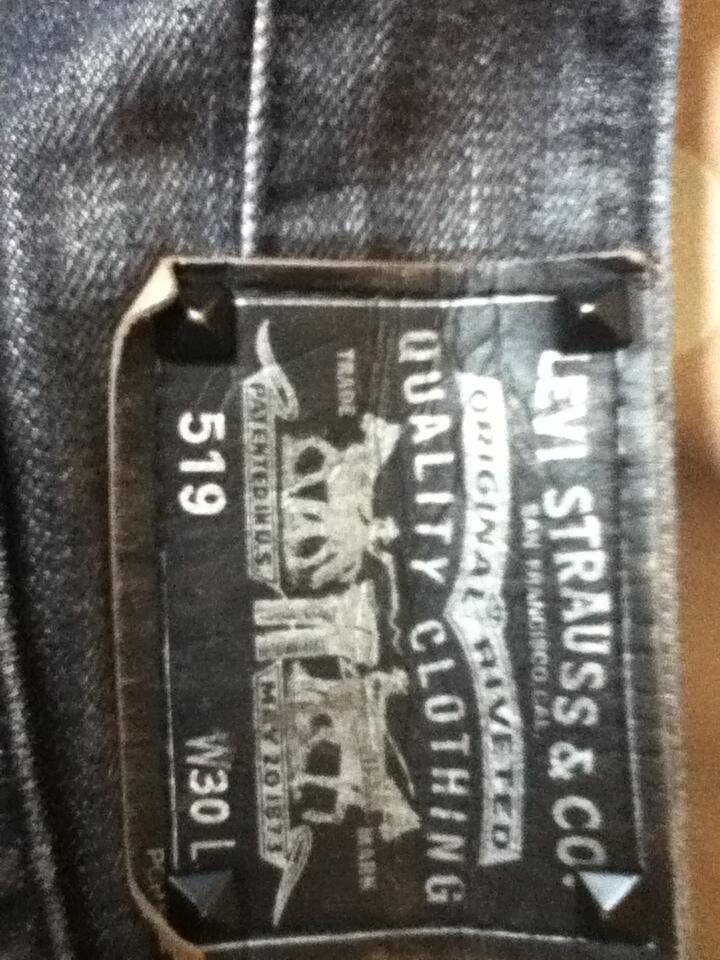 LEVI STRAUSS & CO.
SAN FRANCISCO CAL.
ORIGINAL RIVETED
QUALITY CLOTHING
TRADE MARK
PATENTED IN U.S. MAY 20 1873
519 W30 L